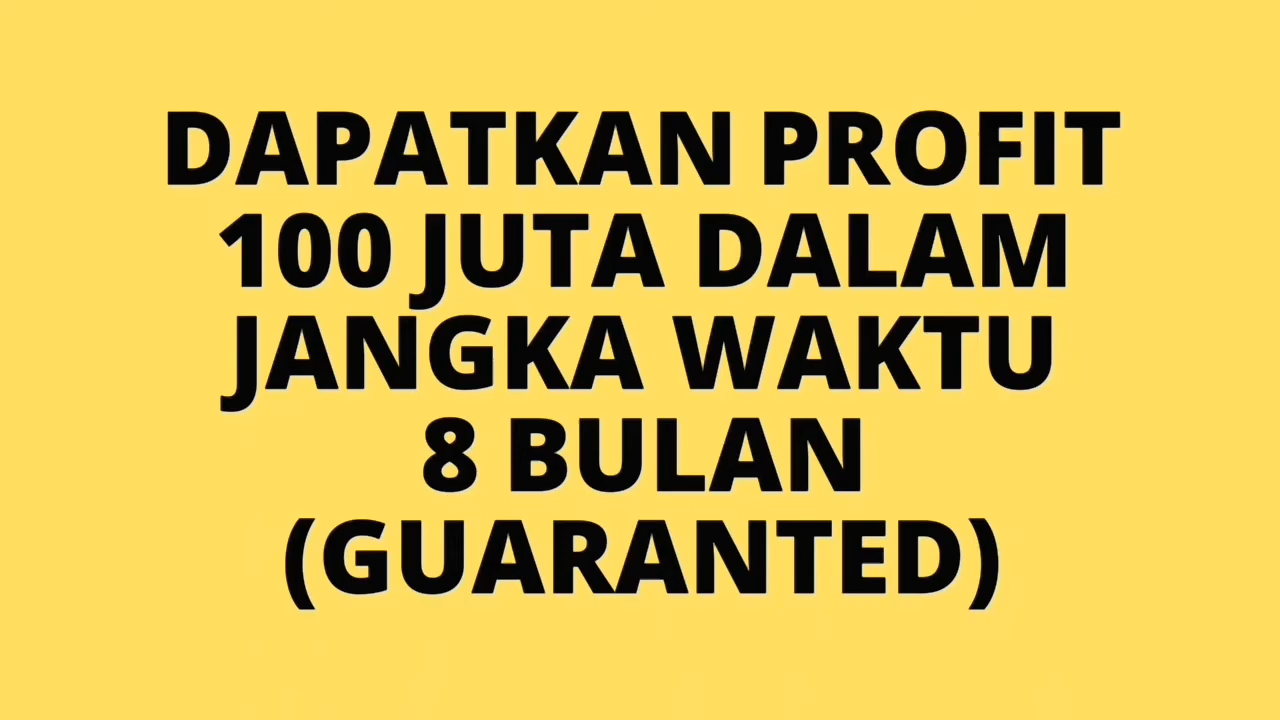 DAPATKAN PROFIT
100 JUTA DALAM
JANGKA WAKTU
8 BULAN
(GUARANTED)